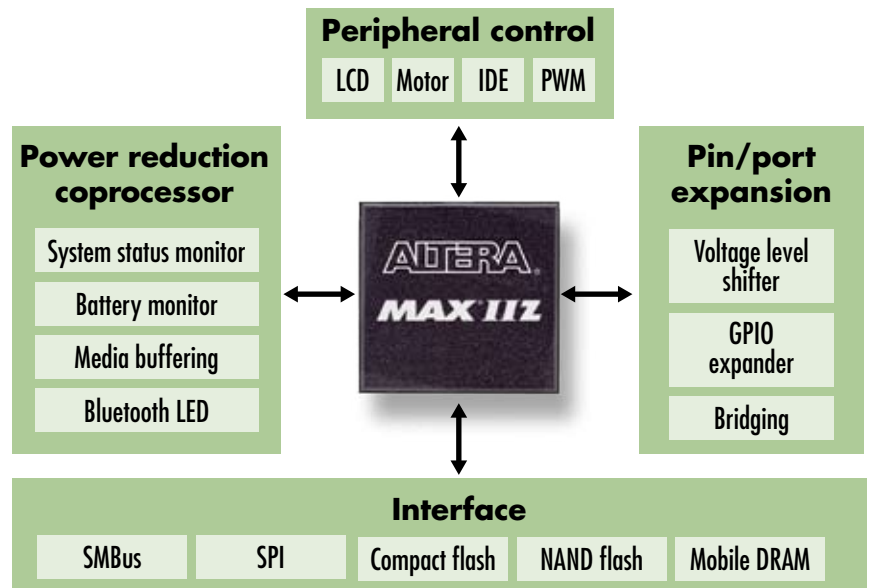 Peripheral control
LCD
Motor
IDE
PWM
Power reduction
coprocessor
System status monitor
Battery monitor
Media buffering
Bluetooth LED
ALTERA.
MAX IIZ
Pin/port
expansion
Voltage level
shifter
GPIO
expander
Bridging
Interface
SMBus
SPI
Compact flash
NAND flash
Mobile DRAM